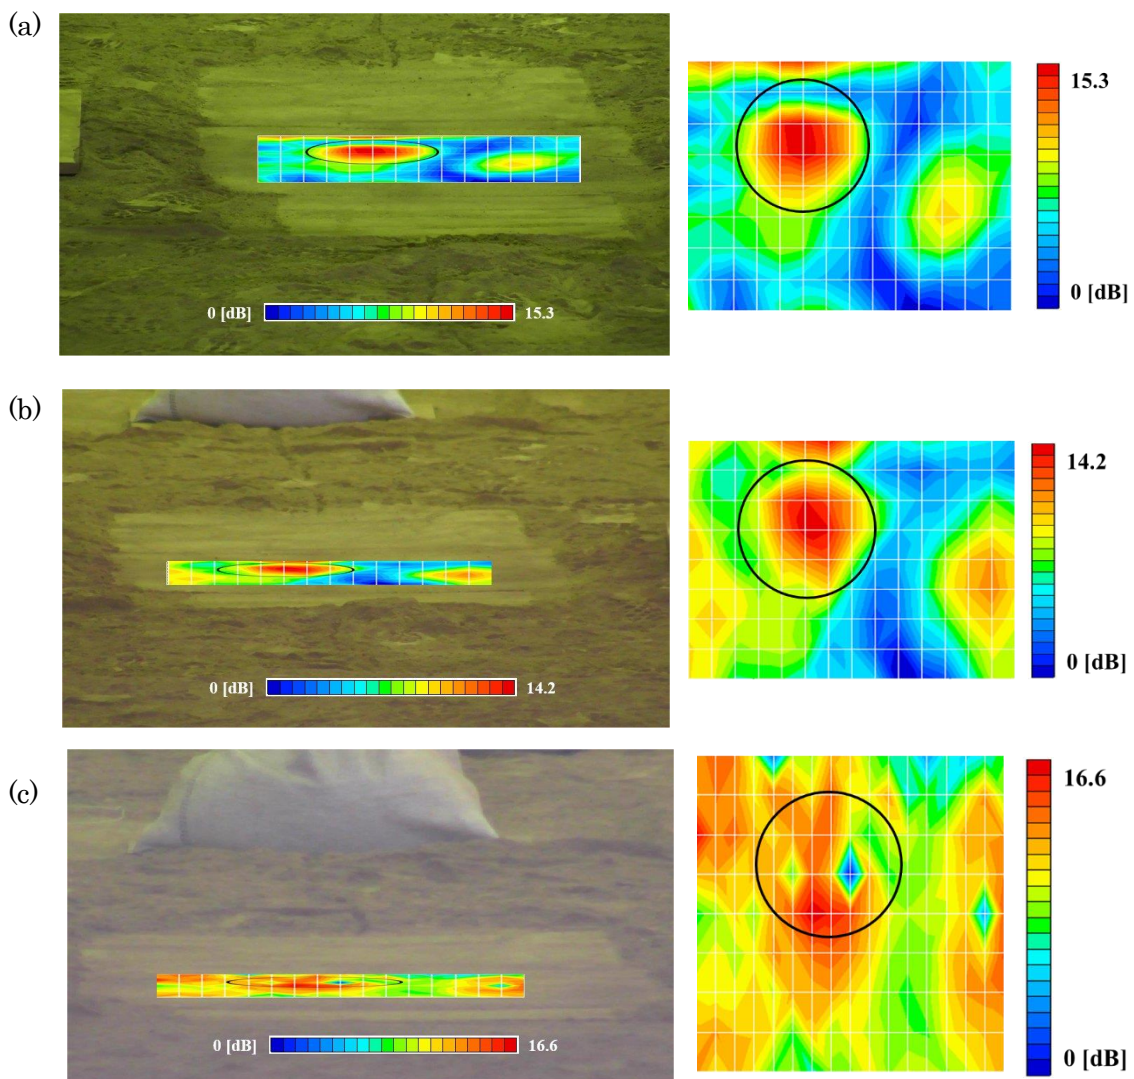 (a)
15.3
0 [dB]
0 [dB] 15.3
(b)
14.2
0 [dB]
0 [dB] 14.2
(c)
16.6
0 [dB]
0 [dB] 16.6